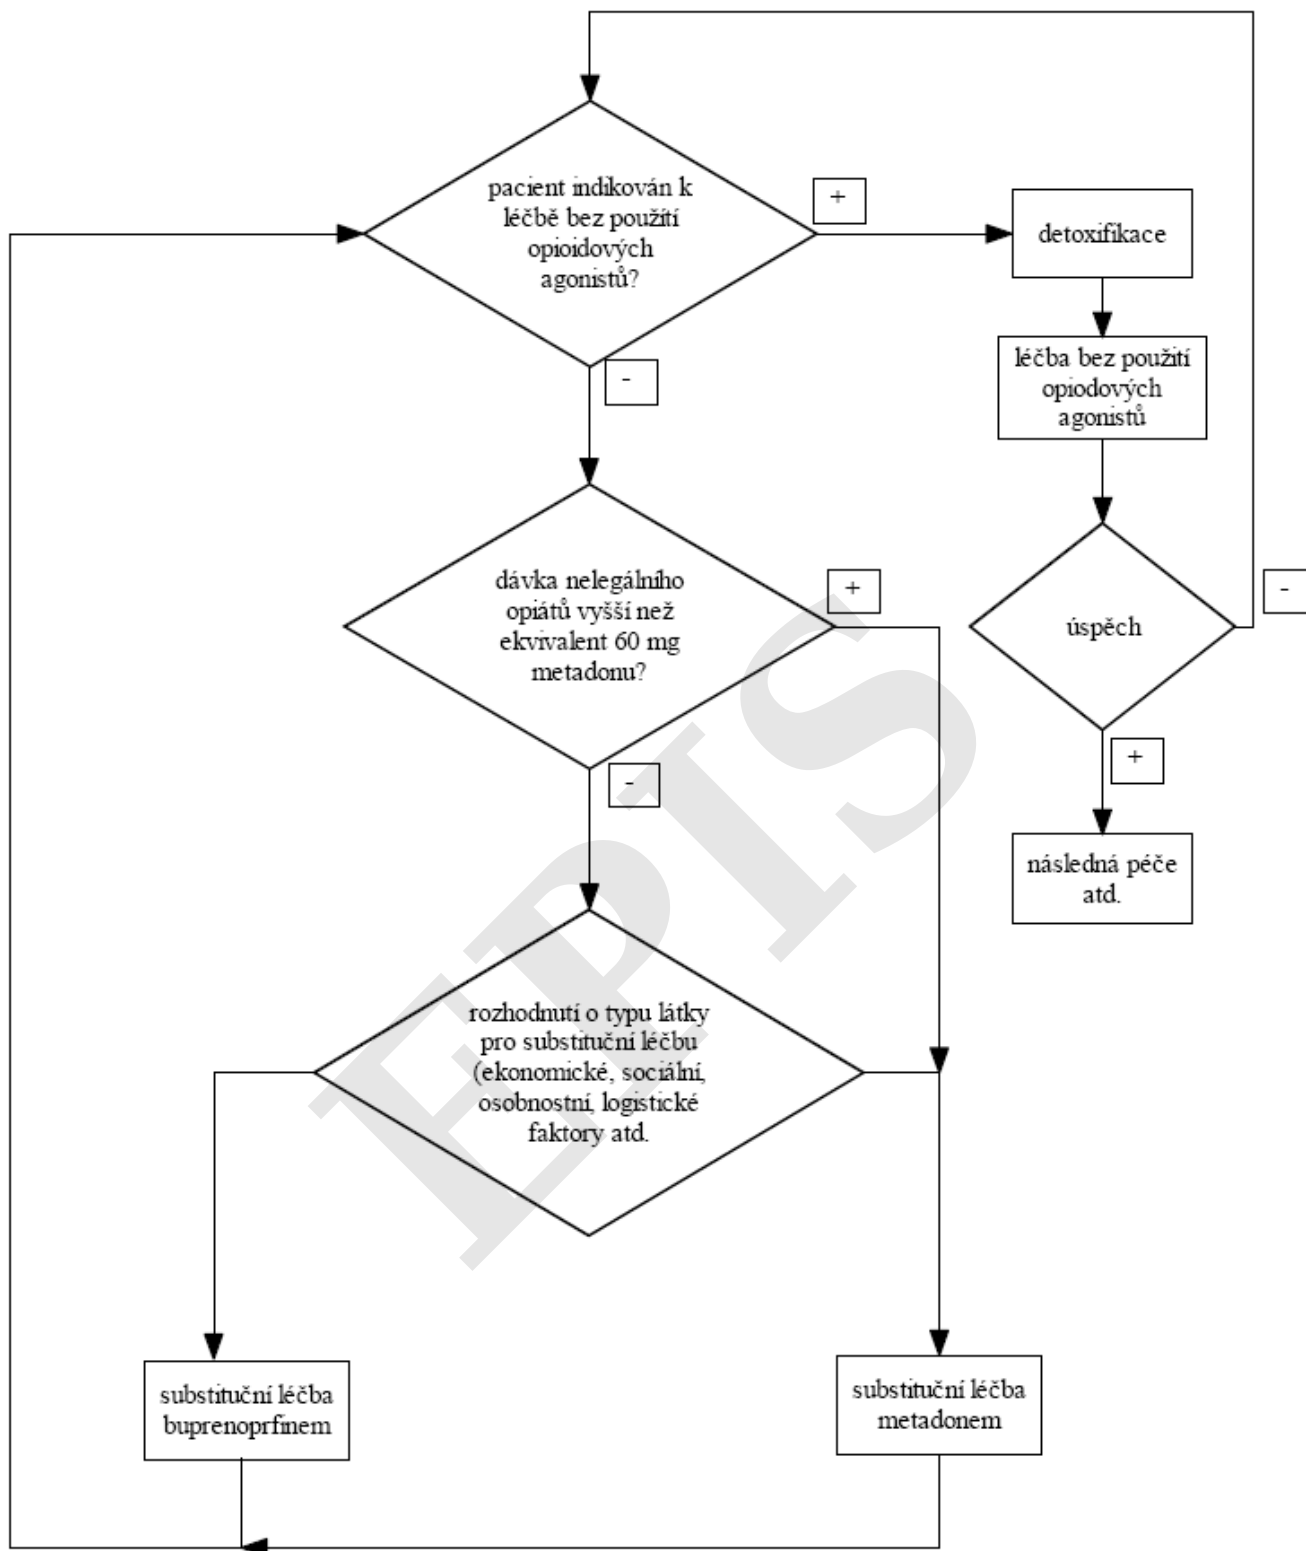 pacient indikován k
léčbě bez použítí
opioidových
agonistů?
+
detoxifikace
-
léčba bez použití
opiodových
agonistů
dávka nelegálního
opiátů vyšší než
ekvivalent 60 mg
metadonu?
+
úspěch
-
+
-
následná péče
atd.
rozhodnutí o typu látky
pro substituční léčbu
(ekonomické, sociální,
osobnostní, logistické
faktory atd.
substituční léčba
buprenoprfinem
substituční léčba
metadonem
EPIS